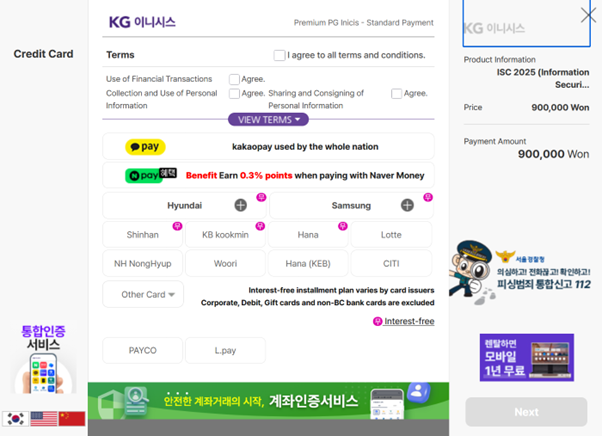 Credit Card
KG 이니시스
Premium PG Inicis - Standard Payment
Terms
I agree to all terms and conditions.
Use of Financial Transactions
Agree.
Collection and Use of Personal Information
Agree.
Sharing and Consigning of Personal Information
Agree.
VIEW TERMS
pay
kakaopay used by the whole nation
N pay 혜택
Benefit Earn 0.3% points when paying with Naver Money
Hyundai
무
Samsung
무
Shinhan
무
KB kookmin
무
Hana
무
Lotte
NH NongHyup
Woori
Hana (KEB)
CITI
Other Card
Interest-free installment plan varies by card issuers
Corporate, Debit, Gift cards and non-BC bank cards are excluded
무 Interest-free
PAYCO
L.pay
안전한 계좌거래의 시작, 계좌인증서비스
통합인증
서비스
KG 이니시스
Product Information
ISC 2025 (Information
Securi...
Price
900,000 Won
Payment Amount
900,000 Won
서울경찰청
의심하고! 전화끊고! 확인하고!
피싱범죄 통합신고 112
렌탈하면
모바일
1년 무료
Next